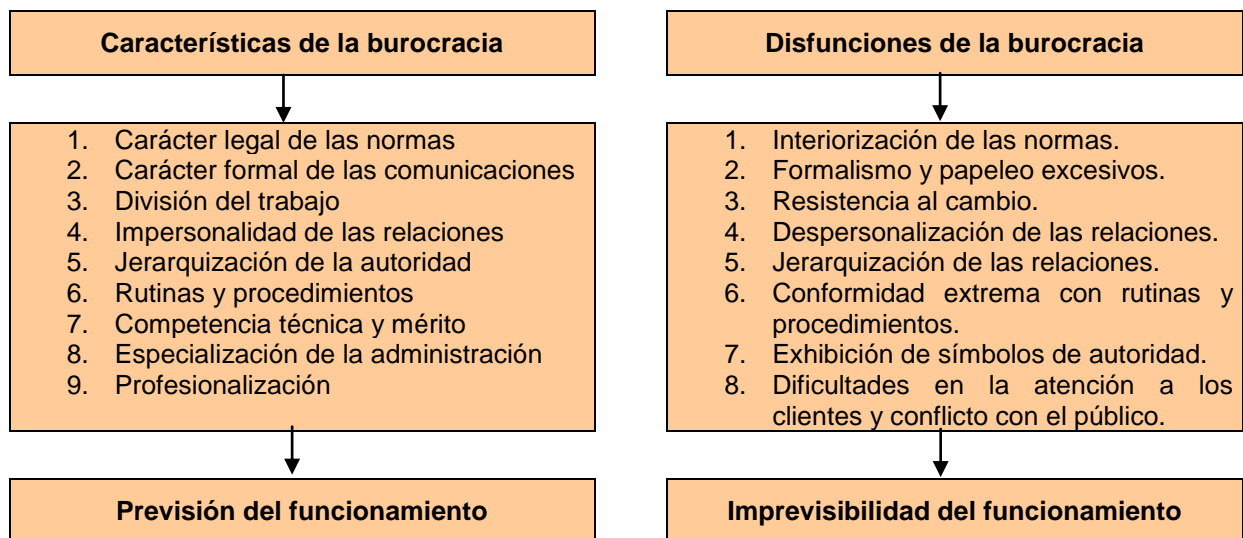 Características de la burocracia
1. Carácter legal de las normas
2. Carácter formal de las comunicaciones
3. División del trabajo
4. Impersonalidad de las relaciones
5. Jerarquización de la autoridad
6. Rutinas y procedimientos
7. Competencia técnica y mérito
8. Especialización de la administración
9. Profesionalización
Previsión del funcionamiento
Disfunciones de la burocracia
1. Interiorización de las normas.
2. Formalismo y papeleo excesivos.
3. Resistencia al cambio.
4. Despersonalización de las relaciones.
5. Jerarquización de las relaciones.
6. Conformidad extrema con rutinas y
procedimientos.
7. Exhibición de símbolos de autoridad.
8. Dificultades en la atención a los
clientes y conflicto con el público.
Imprevisibilidad del funcionamiento